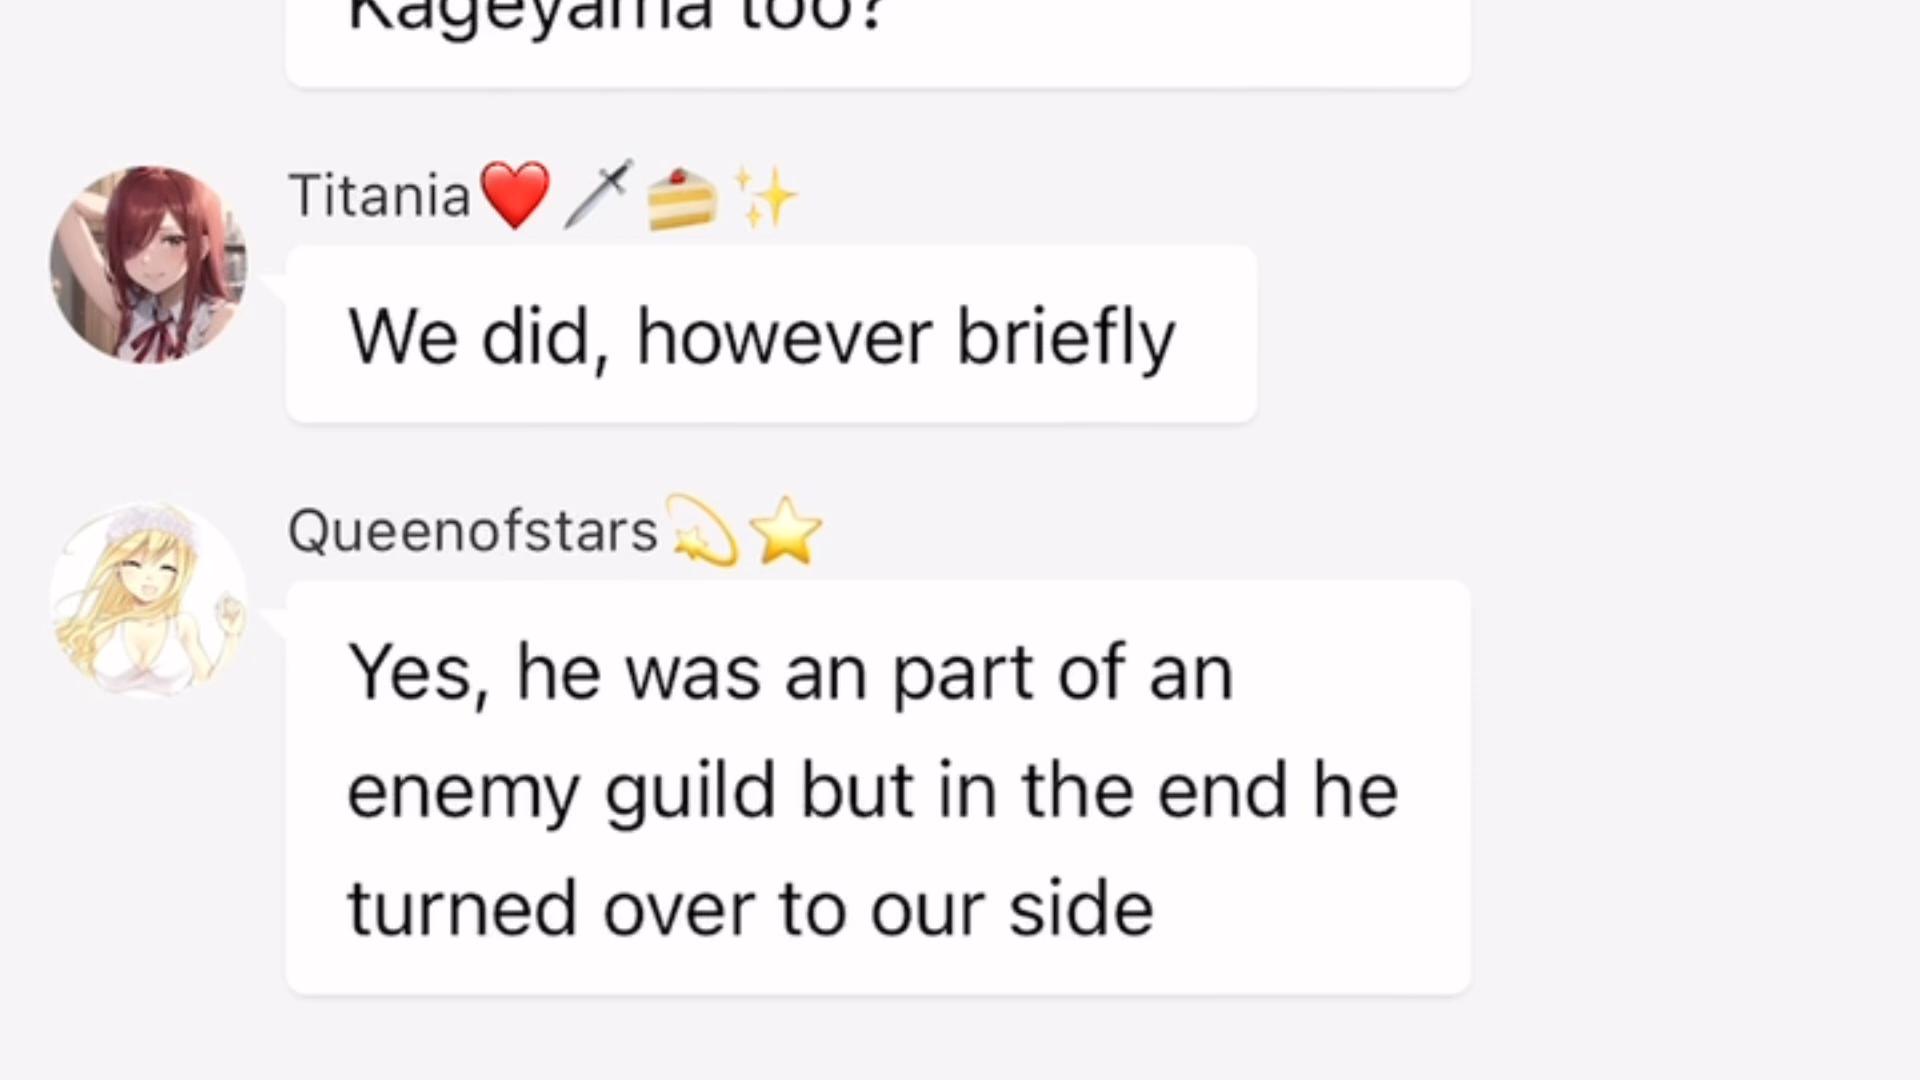 Kageyama too?
Titania❤️🗡️🍰✨
We did, however briefly
Queenofstars💫⭐
Yes, he was an part of an
enemy guild but in the end he
turned over to our side